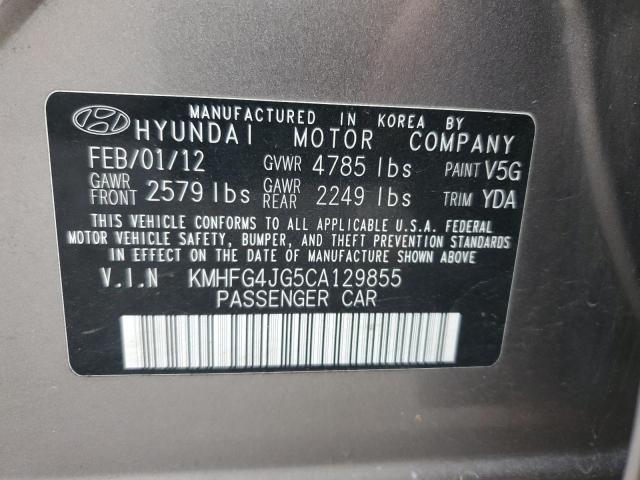 MANUFACTURED IN KOREA BY
HYUNDAI MOTOR COMPANY
FEB/01/12 GVWR 4785 lbs PAINT V5G
GAWR FRONT 2579 lbs GAWR REAR 2249 lbs TRIM YDA
THIS VEHICLE CONFORMS TO ALL APPLICABLE U.S.A. FEDERAL
MOTOR VEHICLE SAFETY, BUMPER, AND THEFT PREVENTION STANDARDS
IN EFFECT ON THE DATE OF MANUFACTURE SHOWN ABOVE.
V.I.N KMHFG4JG5CA129855
PASSENGER CAR